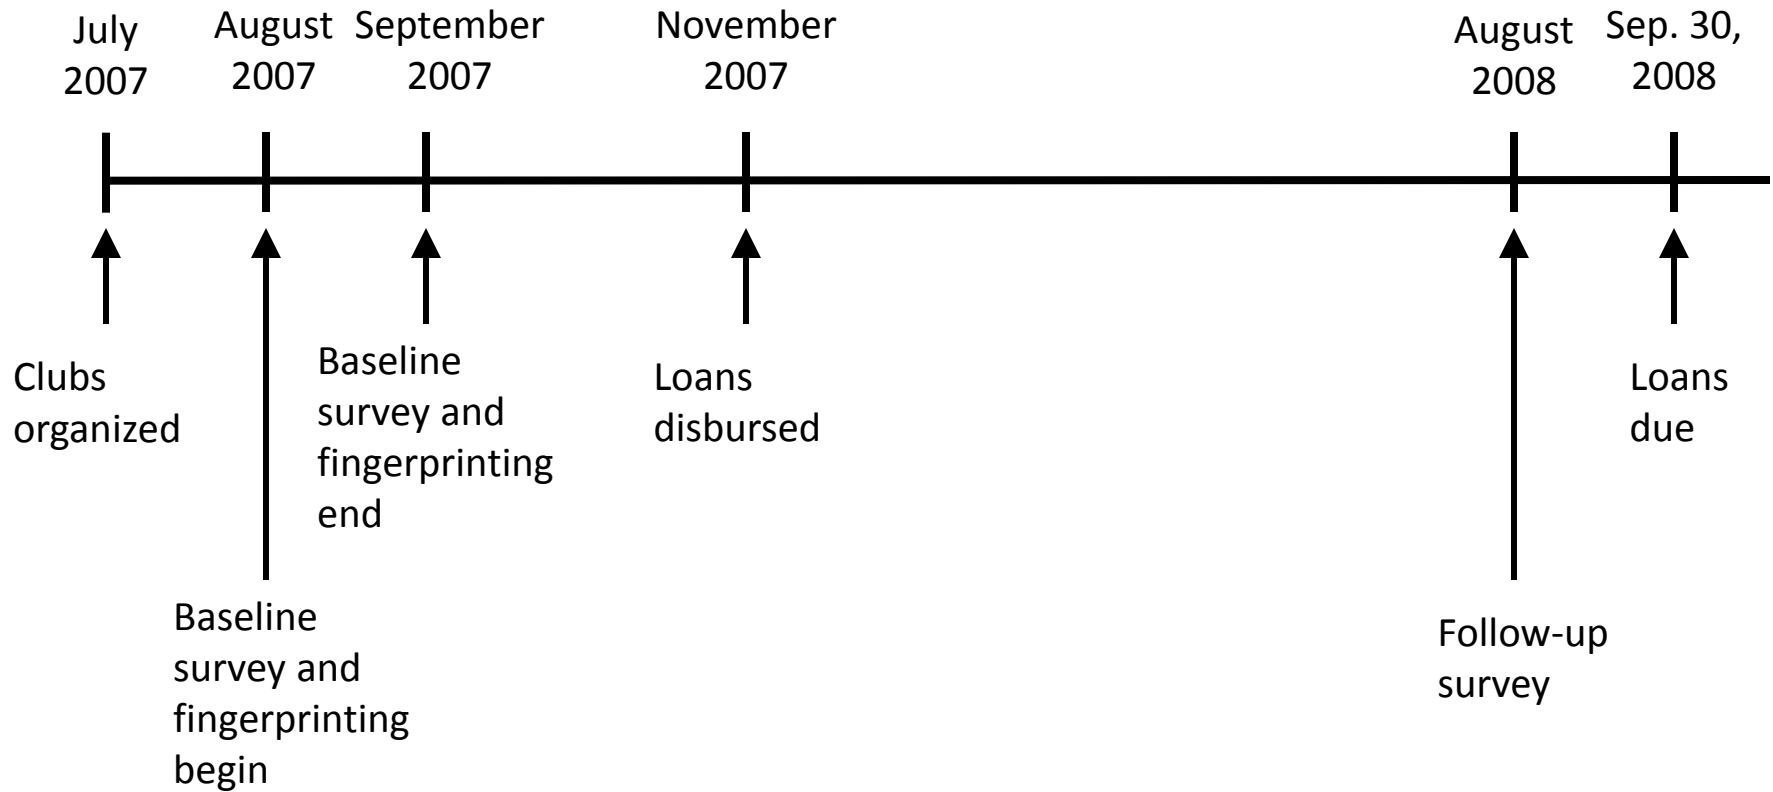 July
2007
August
2007
September
2007
November
2007
August
2008
Sep. 30,
2008
Clubs
organized
Baseline
survey and
fingerprinting
begin
Baseline
survey and
fingerprinting
end
Loans
disbursed
Follow-up
survey
Loans
due